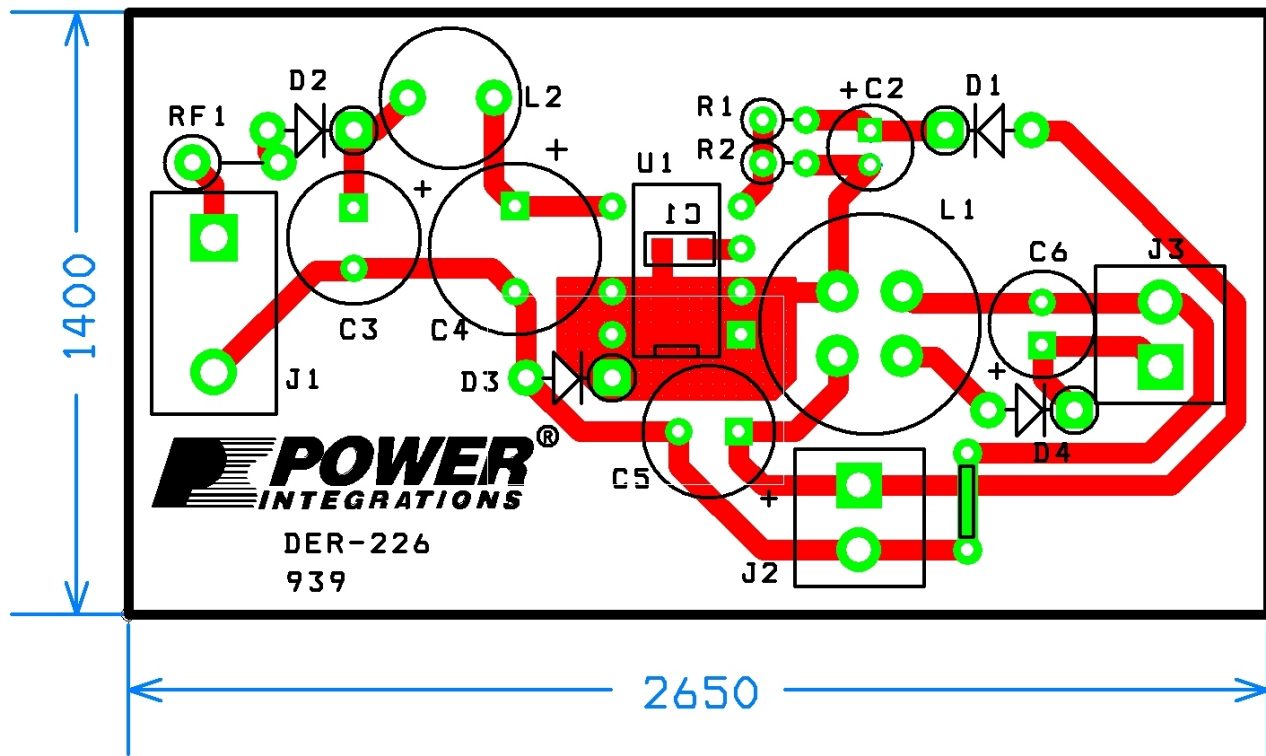 D2
L2
RF1
R1
+C2
D1
R2
+
U1
+
C1
L1
J3
C6
1400
C3
C4
J1
D3
+
D4
POWER®
INTEGRATIONS
C5
+
DER-226
939
J2
2650